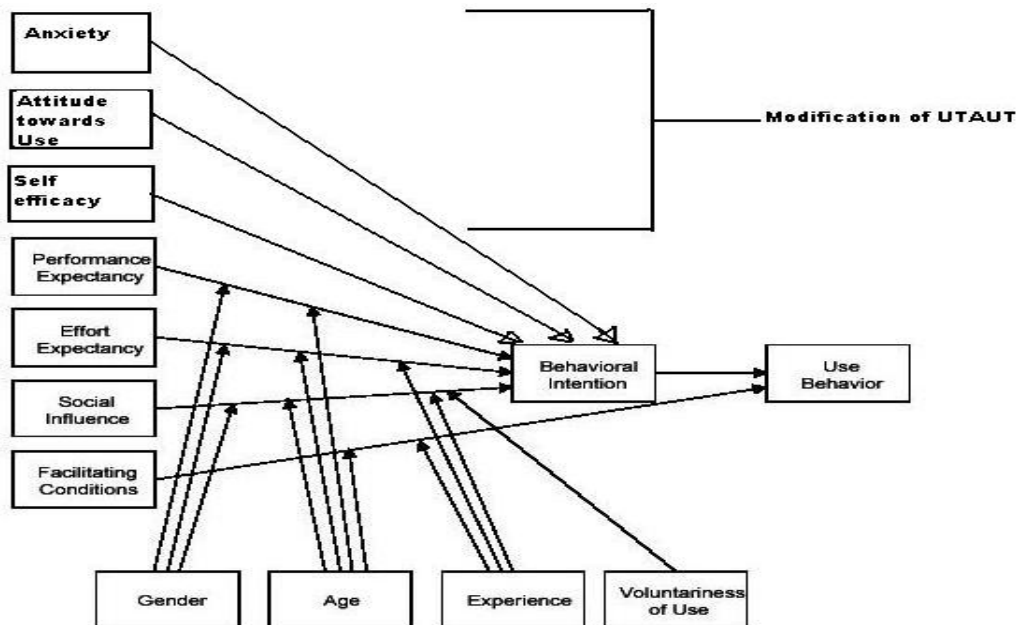 Anxiety
Attitude
towards
Use
Modification of UTAUT
Self
efficacy
Performance
Expectancy
Effort
Expectancy
Behavioral
Intention
Use
Behavior
Social
Influence
Facilitating
Conditions
Gender
Age
Experience
Voluntariness
of Use